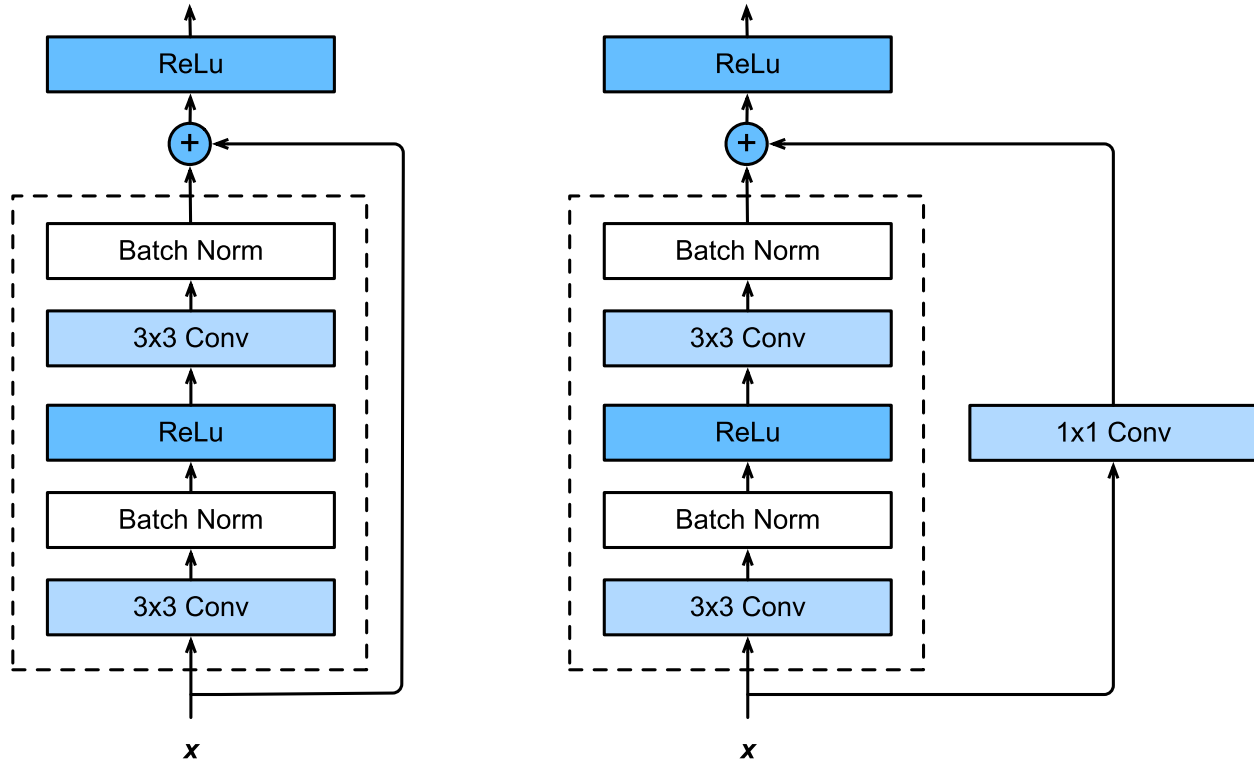 ReLu
+
Batch Norm
3x3 Conv
ReLu
Batch Norm
3x3 Conv
x
ReLu
+
Batch Norm
3x3 Conv
ReLu
Batch Norm
3x3 Conv
x
1x1 Conv